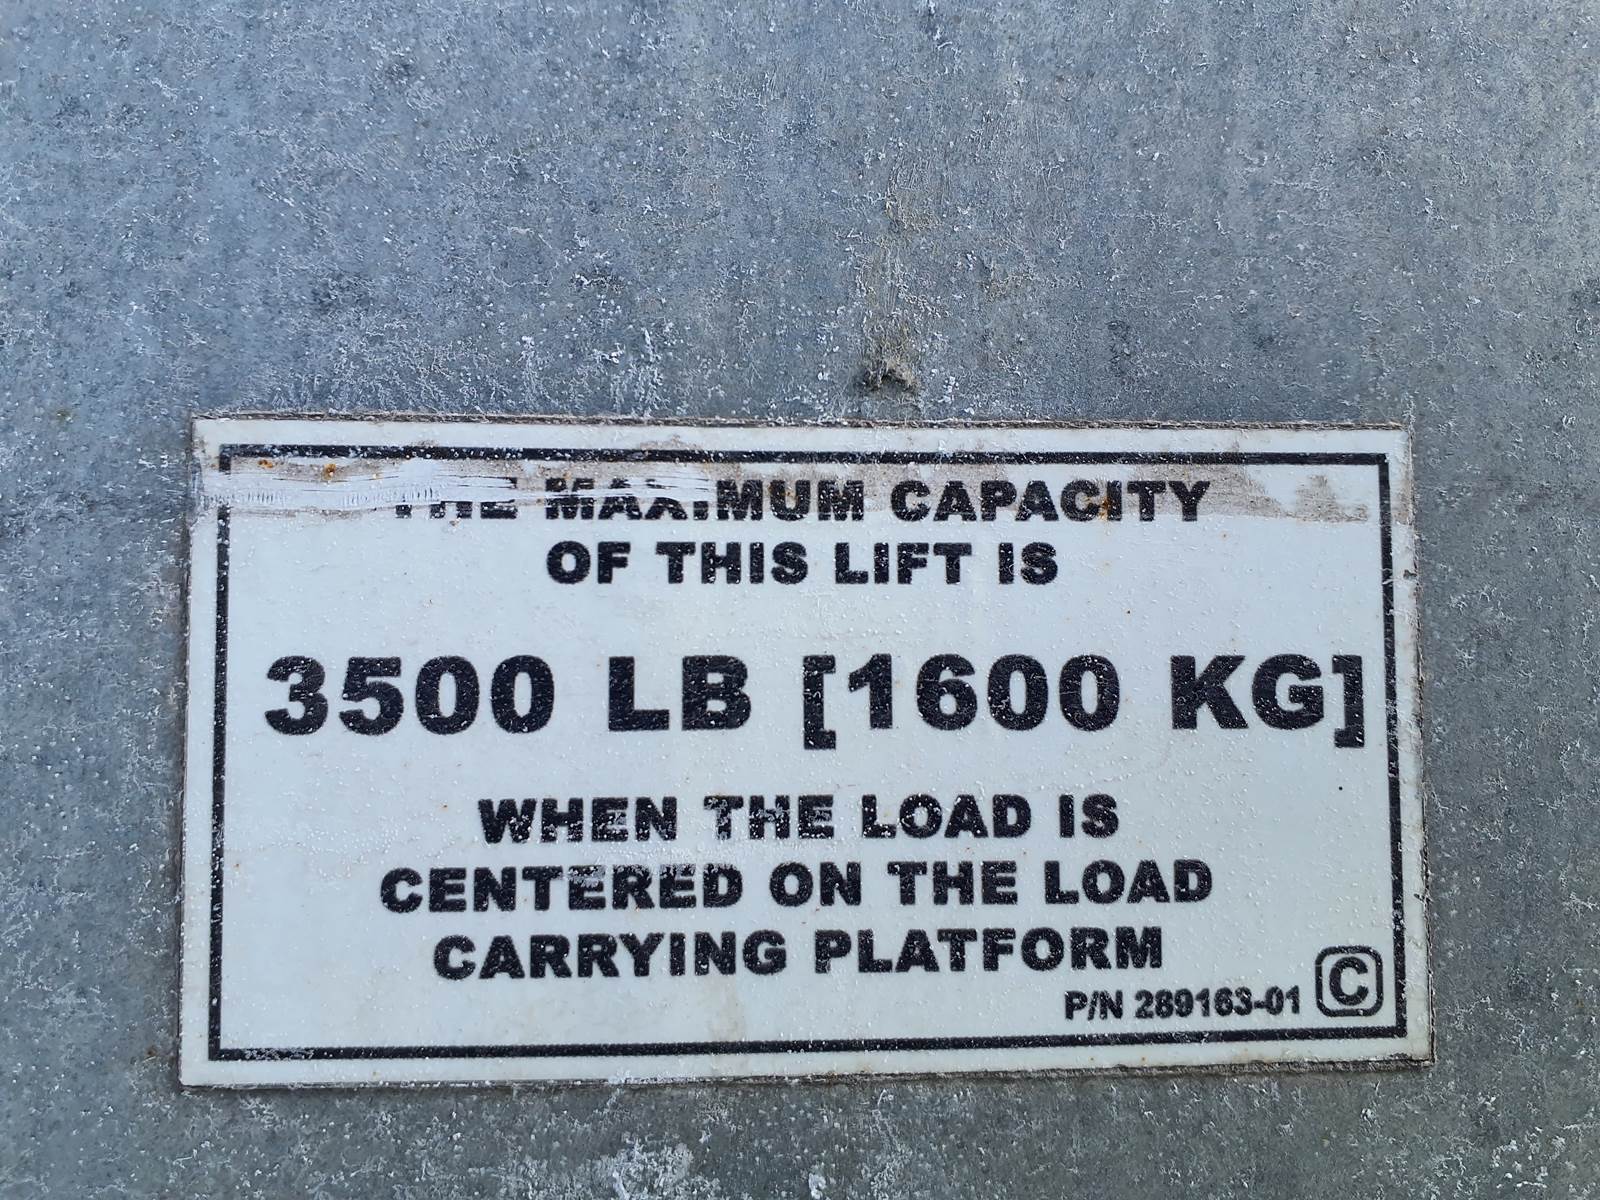 THE MAXIMUM CAPACITY
OF THIS LIFT IS
3500 LB [1600 KG]
WHEN THE LOAD IS
CENTERED ON THE LOAD
CARRYING PLATFORM
P/N 289163-01 C